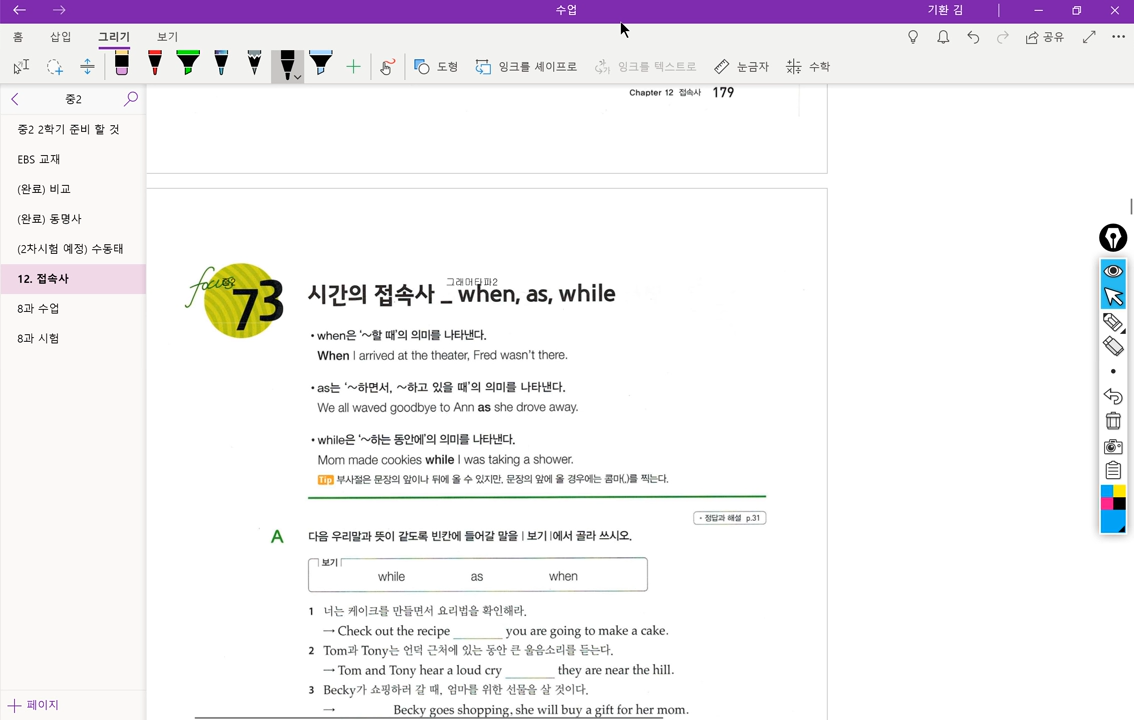 수업
기환 김
홈 삽입 그리기 보기
공유
도형 잉크를 셰이프로 잉크를 텍스트로 눈금자 수학
중2
중2 2학기 준비 할 것
EBS 교재
(완료) 비교
(완료) 동명사
(2차시험 예정) 수동태
12. 접속사
8과 수업
8과 시험
페이지
Chapter 12 접속사 179
focus 73
그래머타파2
시간의 접속사 _ when, as, while
• when은 '~할 때'의 의미를 나타낸다.
When I arrived at the theater, Fred wasn't there.
• as는 '~하면서, ~하고 있을 때'의 의미를 나타낸다.
We all waved goodbye to Ann as she drove away.
• while은 '~하는 동안에'의 의미를 나타낸다.
Mom made cookies while I was taking a shower.
Tip 부사절은 문장의 앞이나 뒤에 올 수 있지만, 문장의 앞에 올 경우에는 콤마(,)를 찍는다.
• 정답과 해설 p.31
A 다음 우리말과 뜻이 같도록 빈칸에 들어갈 말을 | 보기 |에서 골라 쓰시오.
보기
while as when
1 너는 케이크를 만들면서 요리법을 확인해라.
→ Check out the recipe ______ you are going to make a cake.
2 Tom과 Tony는 언덕 근처에 있는 동안 큰 울음소리를 듣는다.
→ Tom and Tony hear a loud cry ______ they are near the hill.
3 Becky가 쇼핑하러 갈 때, 엄마를 위한 선물을 살 것이다.
→ ______ Becky goes shopping, she will buy a gift for her mom.